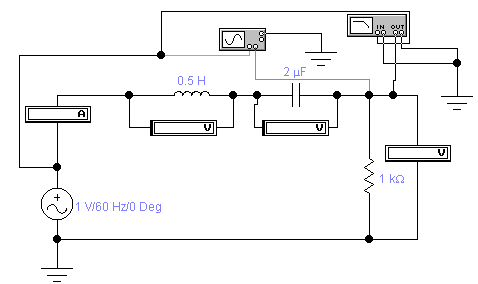 IN OUT
0.5 H
2 µF
A
V
V
V
1 kΩ
1 V/60 Hz/0 Deg